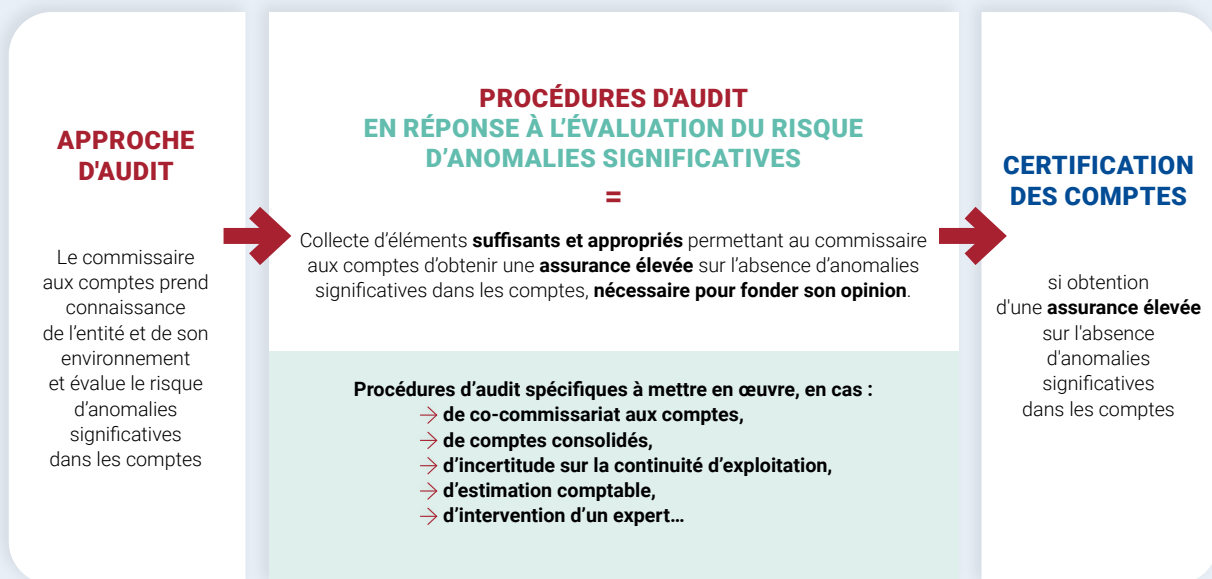 APPROCHE
D'AUDIT
Le commissaire
aux comptes prend
connaissance
de l'entité et de son
environnement
et évalue le risque
d'anomalies
significatives
dans les comptes
PROCÉDURES D'AUDIT
EN RÉPONSE À L'ÉVALUATION DU RISQUE
D'ANOMALIES SIGNIFICATIVES
=
Collecte d'éléments suffisants et appropriés permettant au commissaire
aux comptes d'obtenir une assurance élevée sur l'absence d'anomalies
significatives dans les comptes, nécessaire pour fonder son opinion.
Procédures d'audit spécifiques à mettre en œuvre, en cas :
→ de co-commissariat aux comptes,
→ de comptes consolidés,
→ d'incertitude sur la continuité d'exploitation,
→ d'estimation comptable,
→ d'intervention d'un expert…
CERTIFICATION
DES COMPTES
si obtention
d'une assurance élevée
sur l'absence
d'anomalies
significatives
dans les comptes